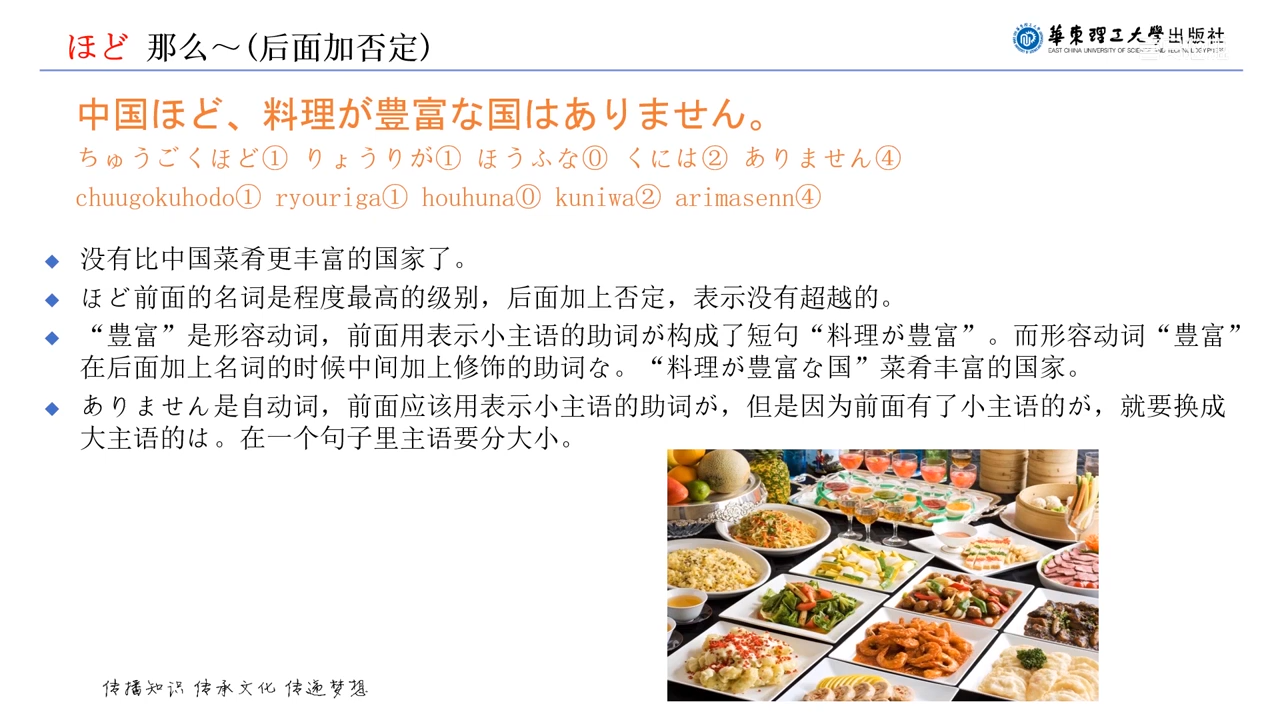 ほど 那么～(后面加否定)
華東理工大學出版社
中国ほど、料理が豊富な国はありません。
ちゅうごくほど① りょうりが① ほうふな⓪ くには② ありません④
chuugokuhodo① ryouriga① houhuna⓪ kuniwa② arimasenn④
没有比中国菜肴更丰富的国家了。
ほど前面的名词是程度最高的级别，后面加上否定，表示没有超越的。
“豊富”是形容动词，前面用表示小主语的助词が构成了短句“料理が豊富”。而形容动词“豊富”
在后面加上名词的时候中间加上修饰的助词な。“料理が豊富な国”菜肴丰富的国家。
ありません是自动词，前面应该用表示小主语的助词が，但是因为前面有了小主语的が，就要换成
大主语的は。在一个句子里主语要分大小。
传播知识 传承文化 传递梦想